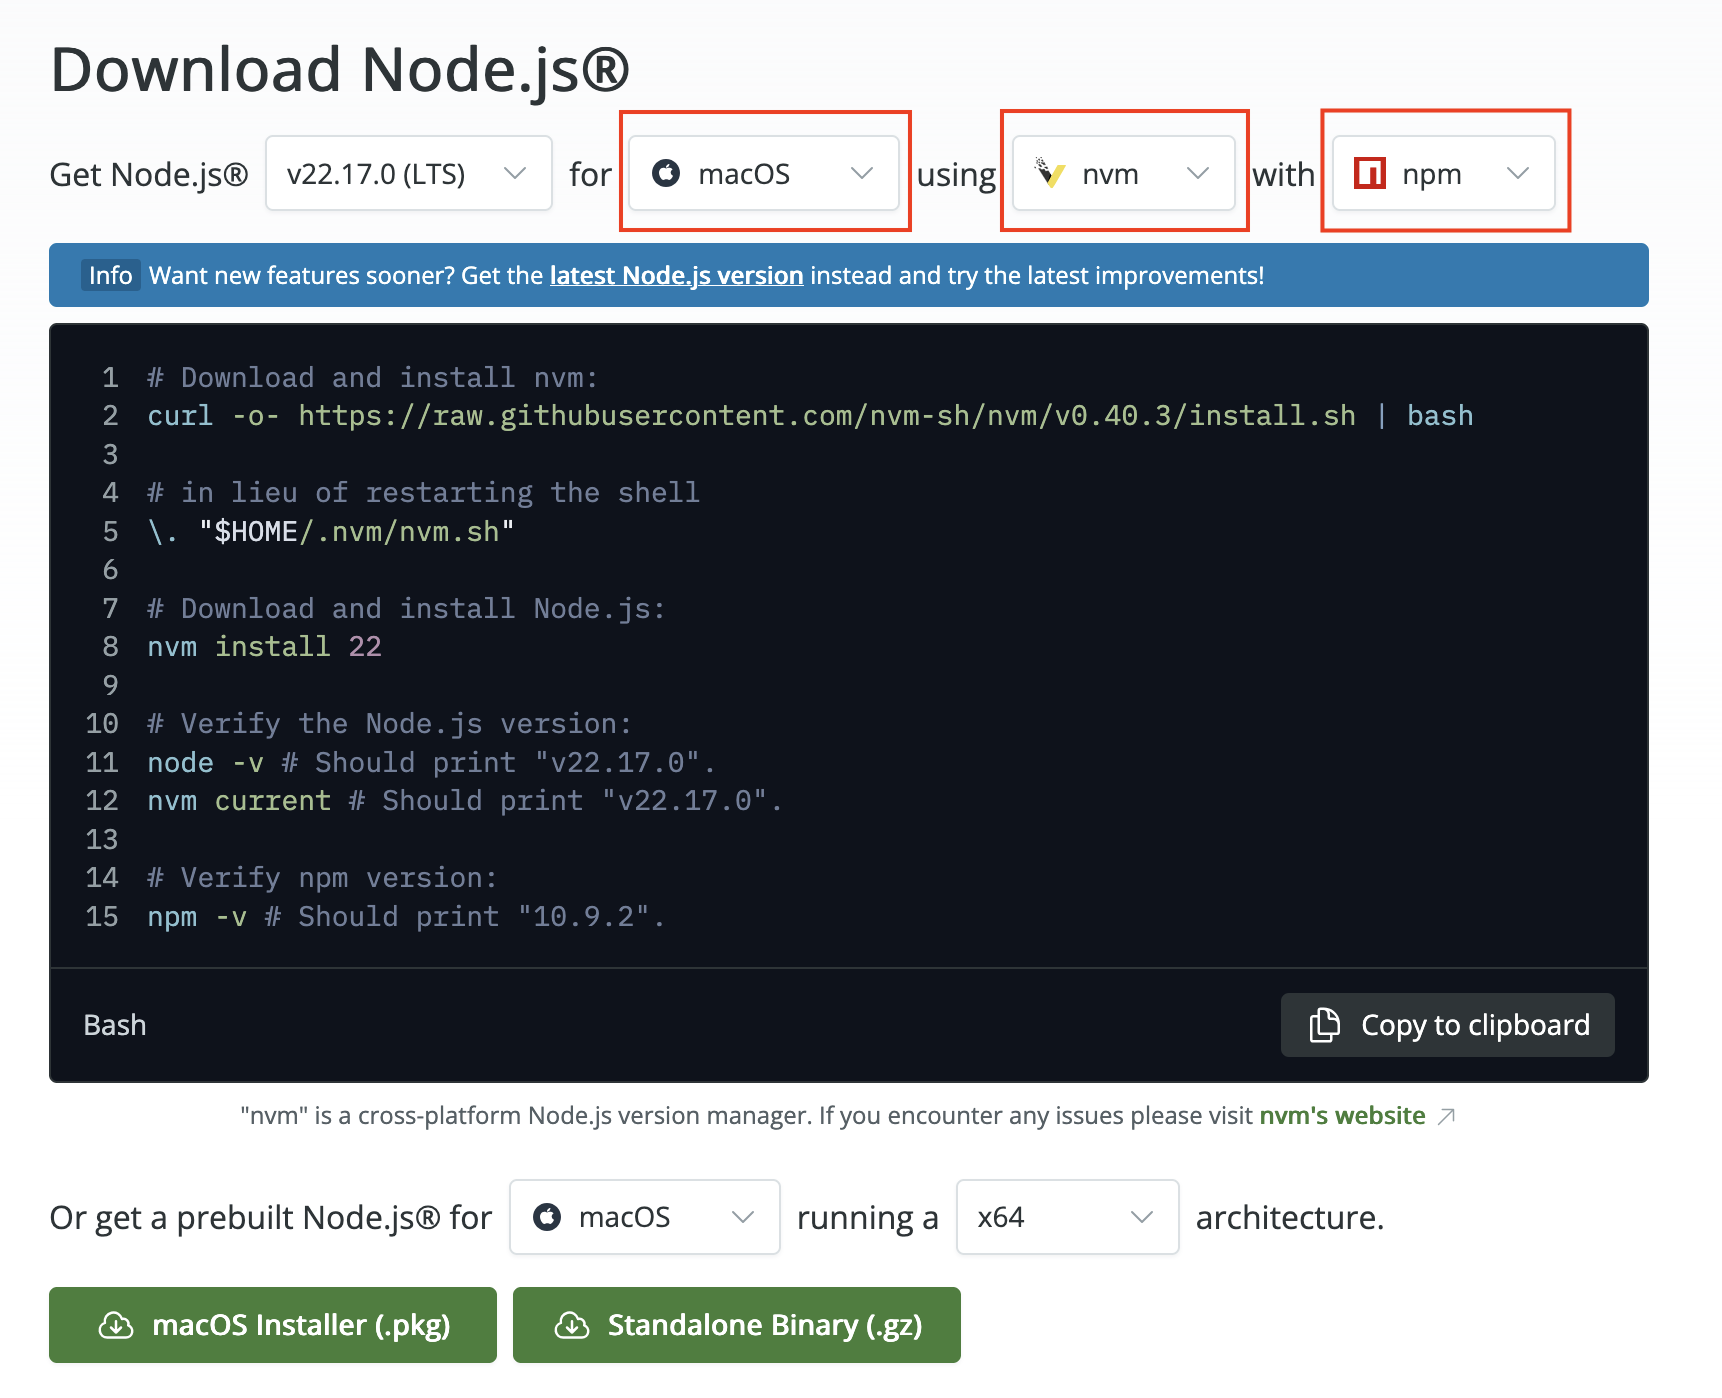 Download Node.js®
Get Node.js® v22.17.0 (LTS) for macOS using nvm with npm
Info Want new features sooner? Get the latest Node.js version instead and try the latest improvements!
1 # Download and install nvm:
2 curl -o- https://raw.githubusercontent.com/nvm-sh/nvm/v0.40.3/install.sh | bash
3
4 # in lieu of restarting the shell
5 \. "$HOME/.nvm/nvm.sh"
6
7 # Download and install Node.js:
8 nvm install 22
9
10 # Verify the Node.js version:
11 node -v # Should print "v22.17.0".
12 nvm current # Should print "v22.17.0".
13
14 # Verify npm version:
15 npm -v # Should print "10.9.2".
Bash Copy to clipboard
"nvm" is a cross-platform Node.js version manager. If you encounter any issues please visit nvm's website
Or get a prebuilt Node.js® for macOS running a x64 architecture.
macOS Installer (.pkg) Standalone Binary (.gz)